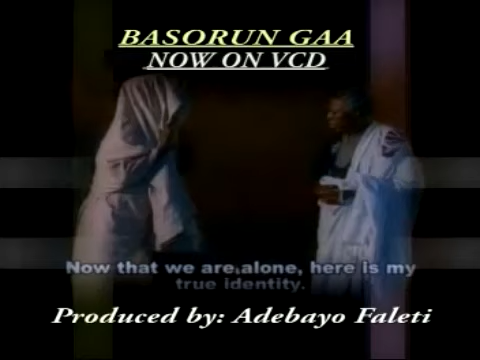 BASORUN GAA
NOW ON VCD
Now that we are alone, here is my
true identity.
Produced by: Adebayo Faleti